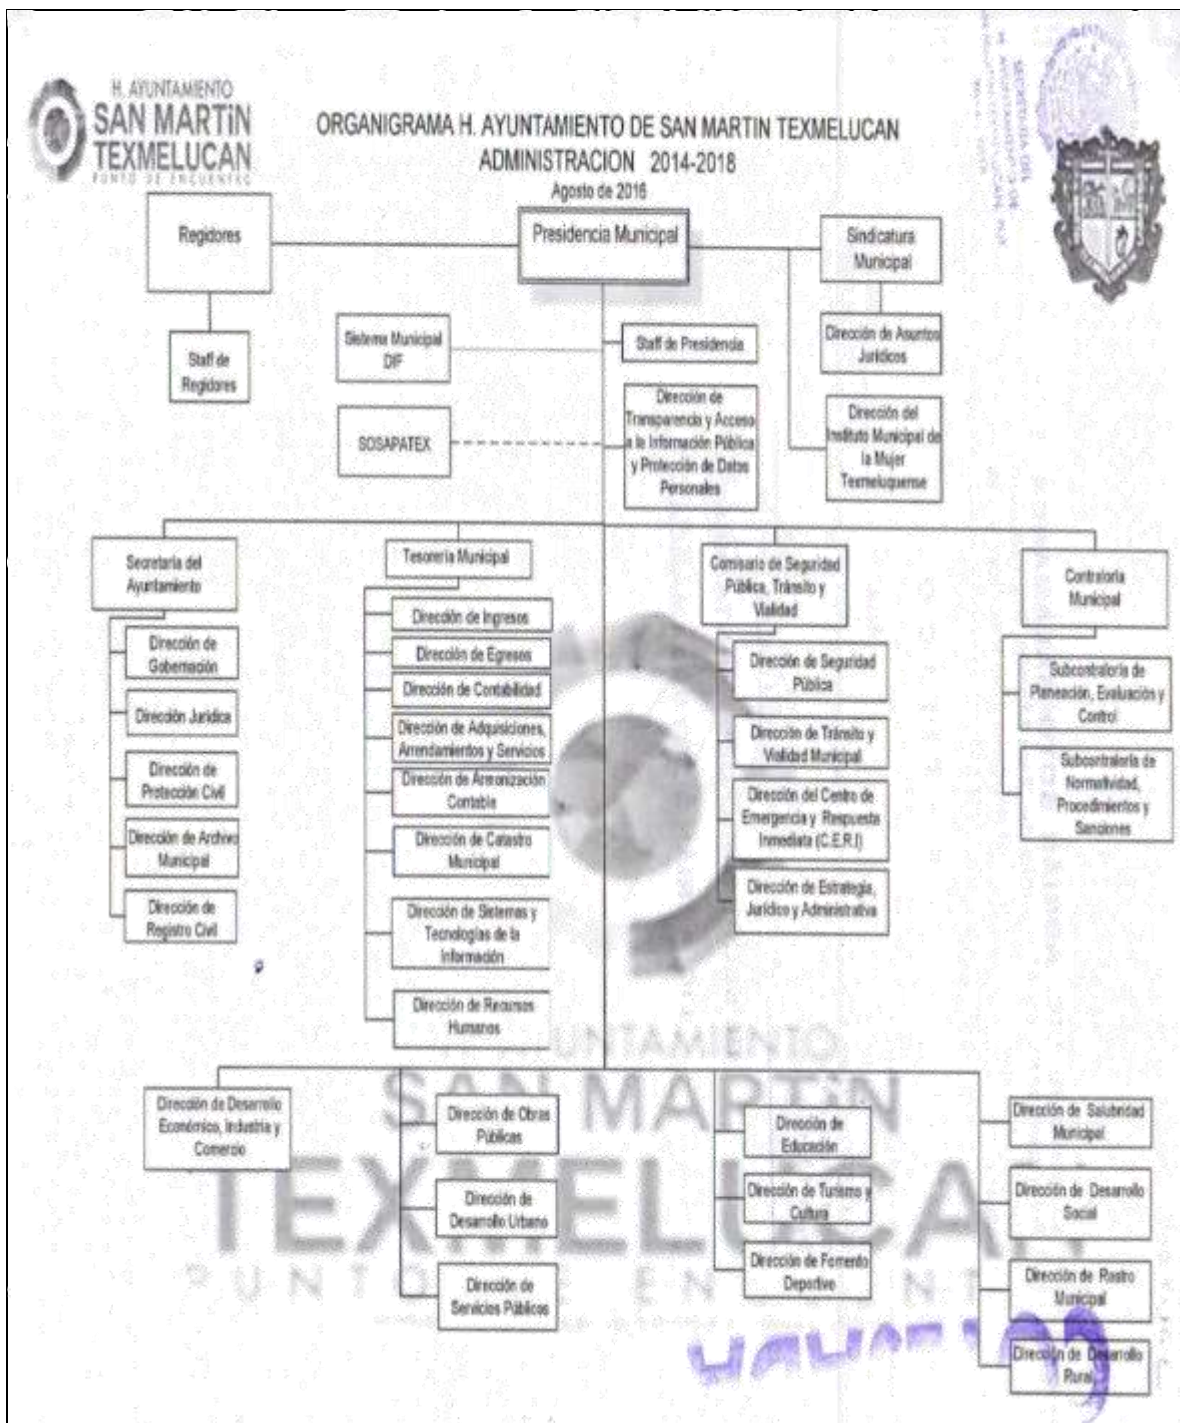 H. AYUNTAMIENTO
SAN MARTiN
TEXMELUCAN
PUNTO DE ENCUENTRO
ORGANIGRAMA H. AYUNTAMIENTO DE SAN MARTIN TEXMELUCAN
ADMINISTRACION 2014-2018
Agosto de 2016
Regidores
Presidencia Municipal
Sindicatura
Municipal
Staff de
Regidores
Sistema Municipal
DIF
Staff de Presidencia
Dirección de Asuntos
Jurídicos
SOSAPATEX
Dirección de
Transparencia y Acceso
a la Información Pública
y Protección de Datos
Personales
Dirección del
Instituto Municipal de
la Mujer
Texmeluquense
Secretaría del
Ayuntamiento
Dirección de
Gobernación
Dirección Jurídica
Dirección de
Protección Civil
Dirección de Archivo
Municipal
Dirección de
Registro Civil
Tesorería Municipal
Dirección de Ingresos
Dirección de Egresos
Dirección de Contabilidad
Dirección de Adquisiciones,
Arrendamientos y Servicios
Dirección de Armonización
Contable
Dirección de Catastro
Municipal
Dirección de Sistemas y
Tecnologías de la
Información
Dirección de Recursos
Humanos
Comisario de Seguridad
Pública, Tránsito y
Vialidad
Dirección de Seguridad
Pública
Dirección de Tránsito y
Vialidad Municipal
Dirección del Centro de
Emergencia y Respuesta
Inmediata (C.E.R.I)
Dirección de Estrategia,
Jurídico y Administrativa
Contraloría
Municipal
Subcontraloría de
Planeación, Evaluación y
Control
Subcontraloría de
Normatividad,
Procedimientos y
Sanciones
Dirección de Desarrollo
Económico, Industria y
Comercio
Dirección de Obras
Públicas
Dirección de
Desarrollo Urbano
Dirección de
Servicios Públicos
Dirección de
Educación
Dirección de Turismo y
Cultura
Dirección de Fomento
Deportivo
Dirección de Salubridad
Municipal
Dirección de Desarrollo
Social
Dirección de Rastro
Municipal
Dirección de Desarrollo
Rural
AYUNTAMIENTO
SAN MARTiN
TEXMELUCAN